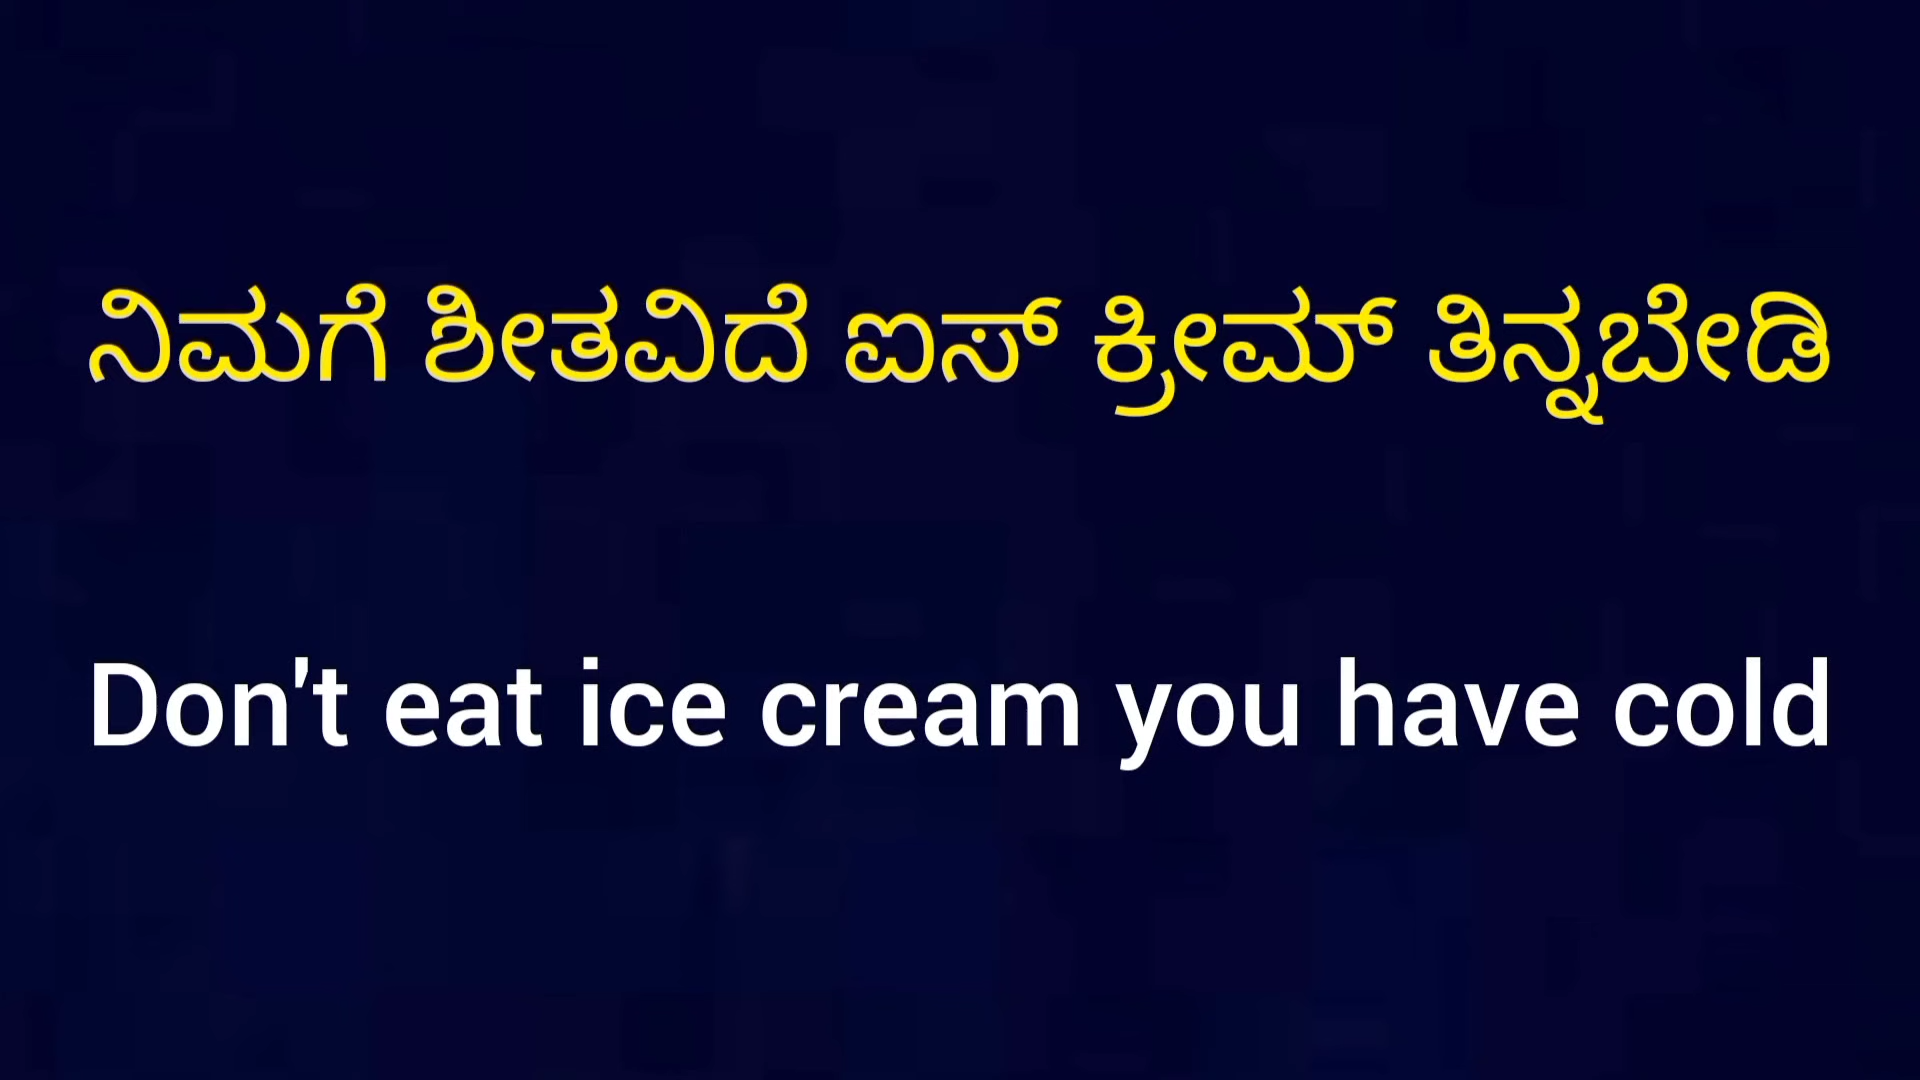 ನಿಮಗೆ ಶೀತವಿದೆ ಐಸ್ ಕ್ರೀಮ್ ತಿನ್ನಬೇಡಿ
Don't eat ice cream you have cold